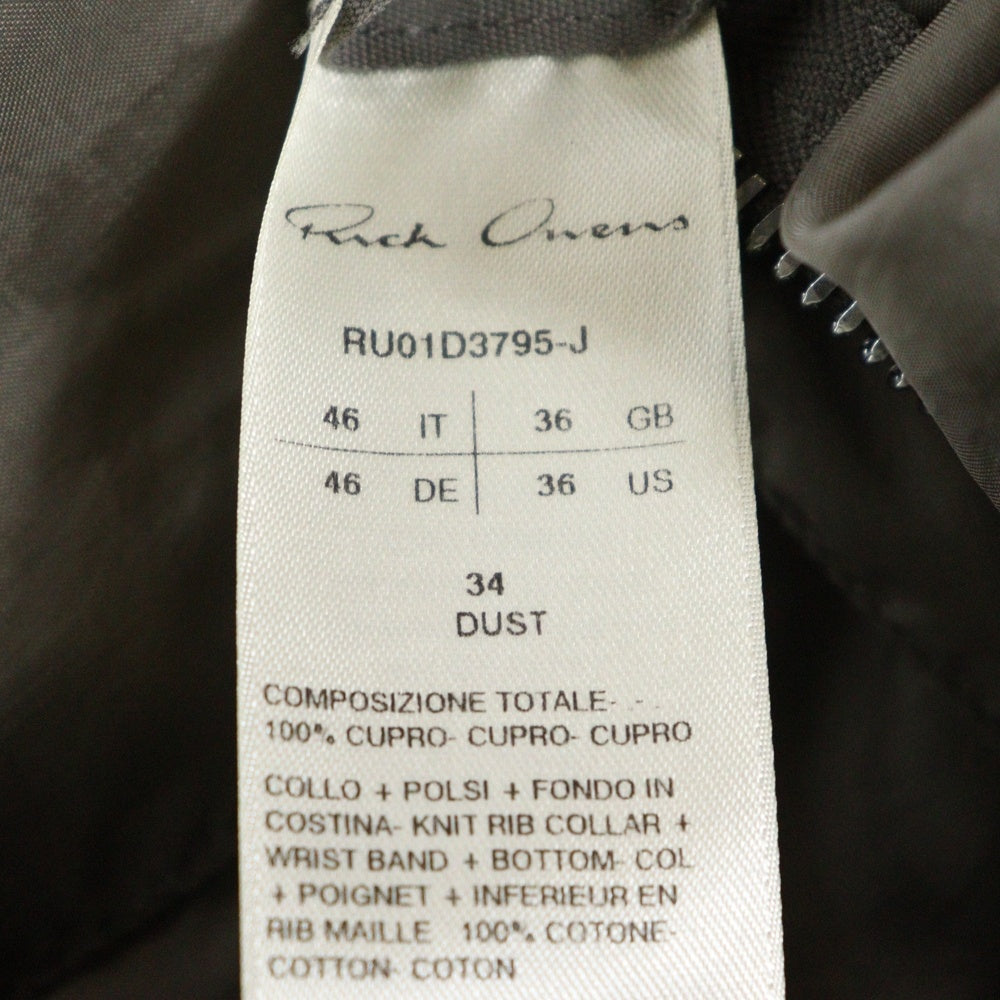 Rick Owens
RU01D3795-J
46 IT 36 GB
46 DE 36 US
34
DUST
COMPOSIZIONE TOTALE- - -
100% CUPRO- CUPRO- CUPRO
COLLO + POLSI + FONDO IN
COSTINA- KNIT RIB COLLAR +
WRIST BAND + BOTTOM- COL
+ POIGNET + INFERIEUR EN
RIB MAILLE 100% COTONE-
COTTON- COTON